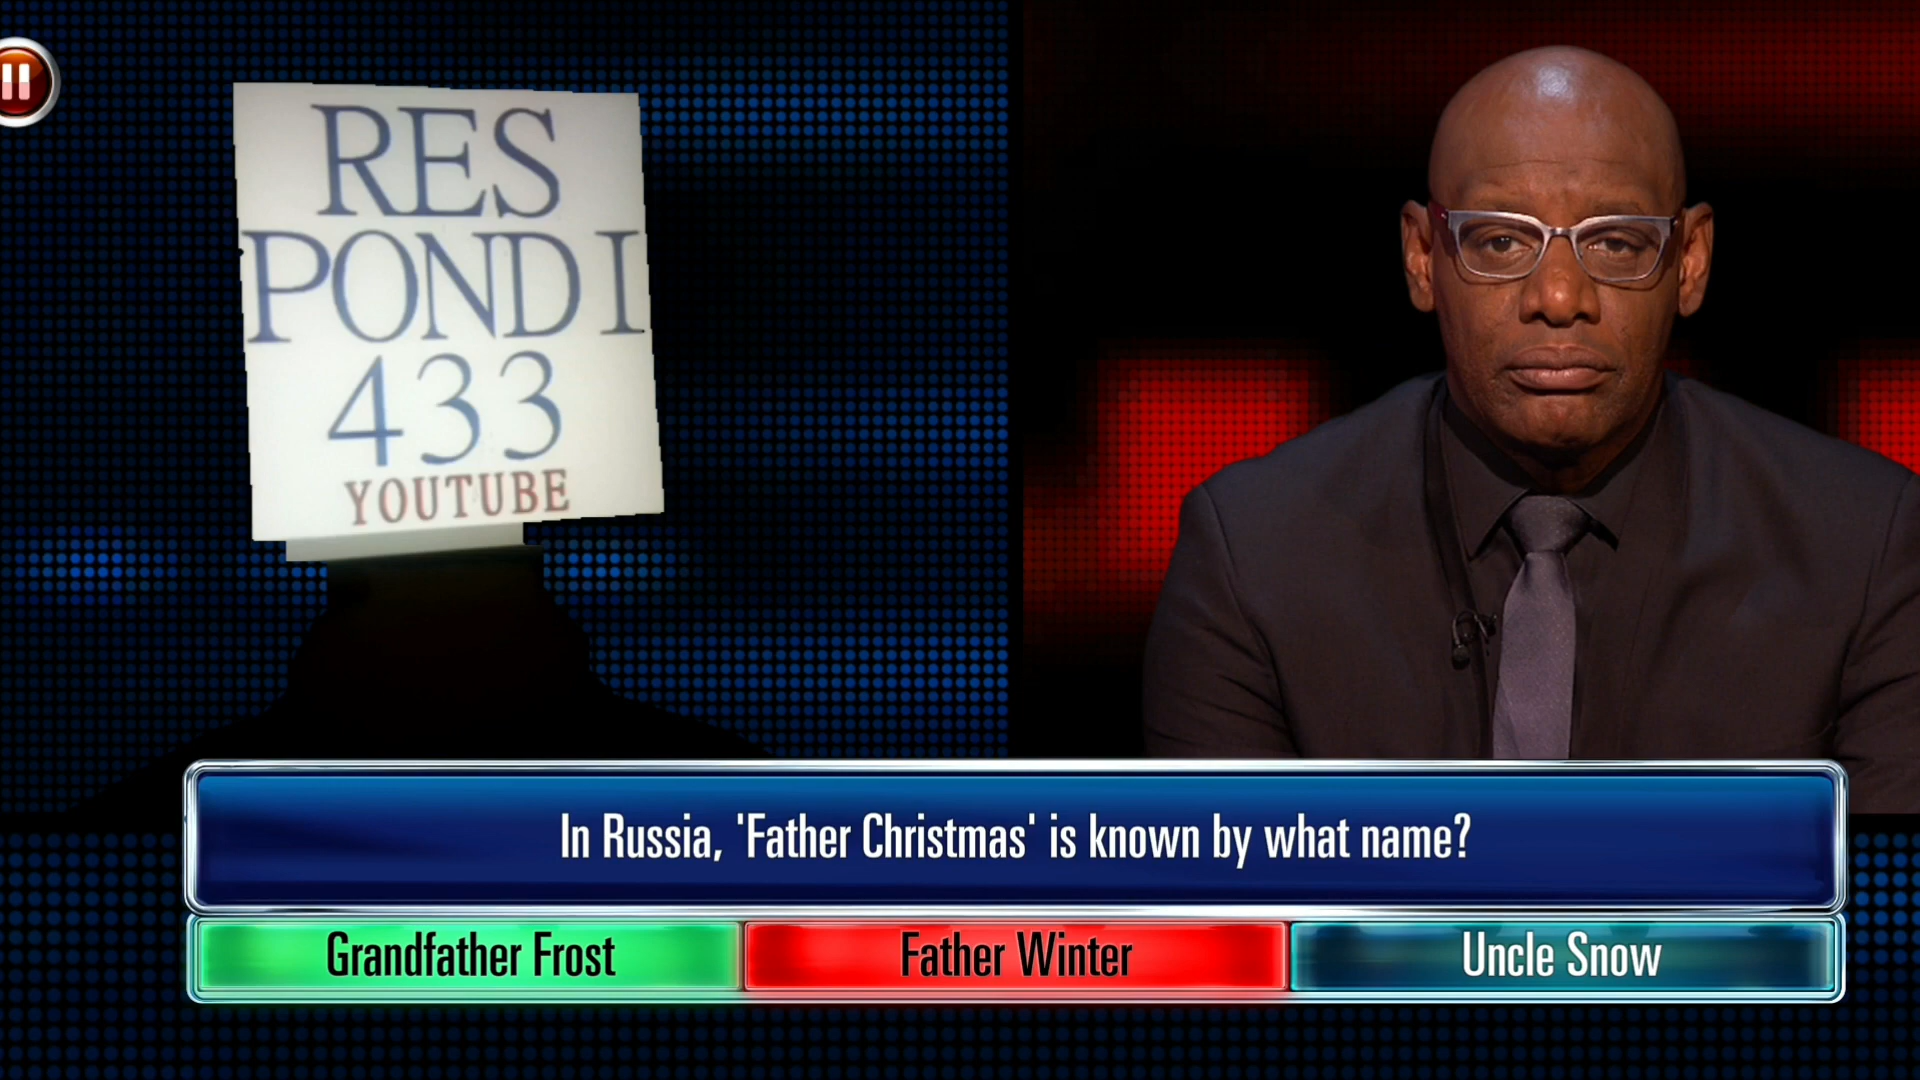 RES
POND I
433
YOUTUBE
In Russia, 'Father Christmas' is known by what name?
Grandfather Frost
Father Winter
Uncle Snow